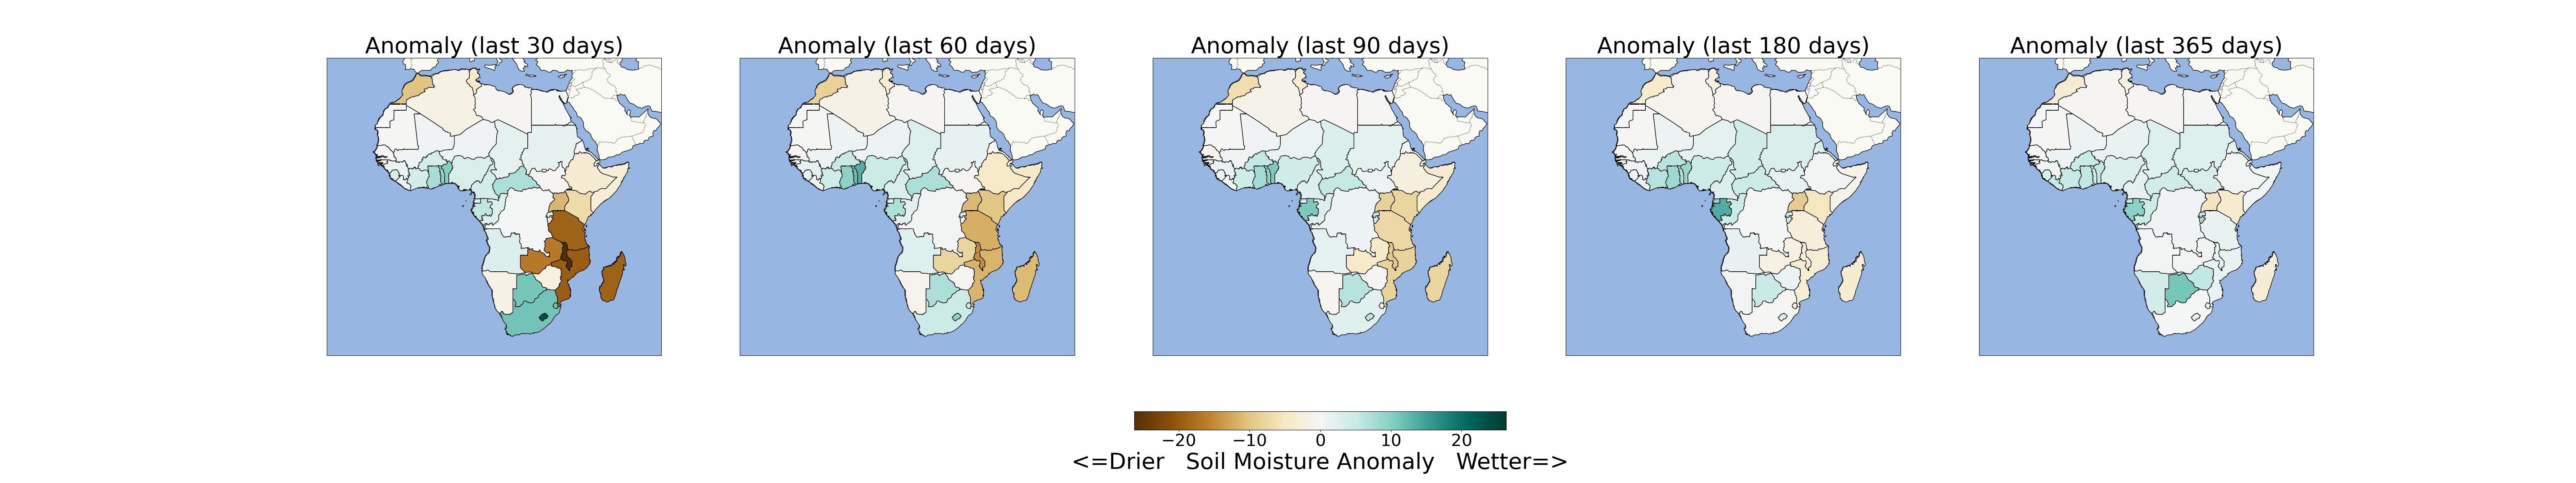 Anomaly (last 30 days)
Anomaly (last 60 days)
Anomaly (last 90 days)
Anomaly (last 180 days)
Anomaly (last 365 days)
−20 −10 0 10 20
<=Drier Soil Moisture Anomaly Wetter=>